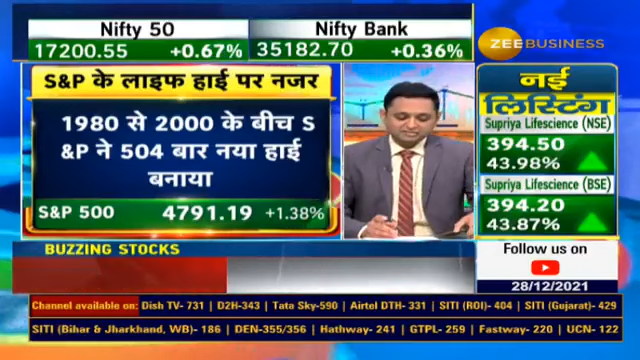 Nifty 50
17200.55 +0.67%
Nifty Bank
35182.70 +0.36%
ZEE BUSINESS
S&P के लाइफ हाई पर नजर
1980 से 2000 के बीच S
&P ने 504 बार नया हाई
बनाया
S&P 500 4791.19 +1.38%
नई
लिस्टिंग
Supriya Lifescience (NSE)
394.50
43.98%
Supriya Lifescience (BSE)
394.20
43.87%
BUZZING STOCKS
Follow us on
28/12/2021
Channel available on: Dish TV - 731 | D2H-343 | Tata Sky-590 | Airtel DTH- 331 | SITI (ROI)- 404 | SITI (Gujarat)- 429
SITI (Bihar & Jharkhand, WB)- 186 | DEN-355/356 | Hathway- 241 | GTPL- 259 | Fastway- 220 | UCN- 122